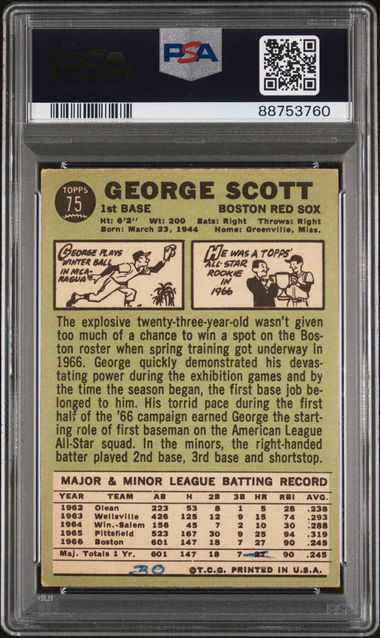 PSA
PSA
88753760
TOPPS
75
GEORGE SCOTT
1st BASE BOSTON RED SOX
Ht: 6'2" Wt: 200 Bats: Right Throws: Right
Born: March 23, 1944 Home: Greenville, Miss.
GEORGE PLAYS
WINTER BALL
IN NICA-
RAGUA
HE WAS A TOPPS
ALL-STAR
ROOKIE
IN
1966
The explosive twenty-three-year-old wasn't given
too much of a chance to win a spot on the Bos-
ton roster when spring training got underway in
1966. George quickly demonstrated his devas-
tating power during the exhibition games and by
the time the season began, the first base job be-
longed to him. His torrid pace during the first
half of the '66 campaign earned George the start-
ing role of first baseman on the American League
All-Star squad. In the minors, the right-handed
batter played 2nd base, 3rd base and shortstop.
MAJOR & MINOR LEAGUE BATTING RECORD
YEAR TEAM AB H 2B 3B HR RBI AVG.
1962 Olean 223 53 8 1 5 28 .238
1963 Wellsville 426 125 12 9 15 74 .293
1964 Win.-Salem 156 45 7 2 10 30 .288
1965 Pittsfield 523 167 30 9 25 94 .319
1966 Boston 601 147 18 7 27 90 .245
Maj. Totals 1 Yr. 601 147 18 7 27 90 .245
30 ©T.C.G. PRINTED IN U.S.A.